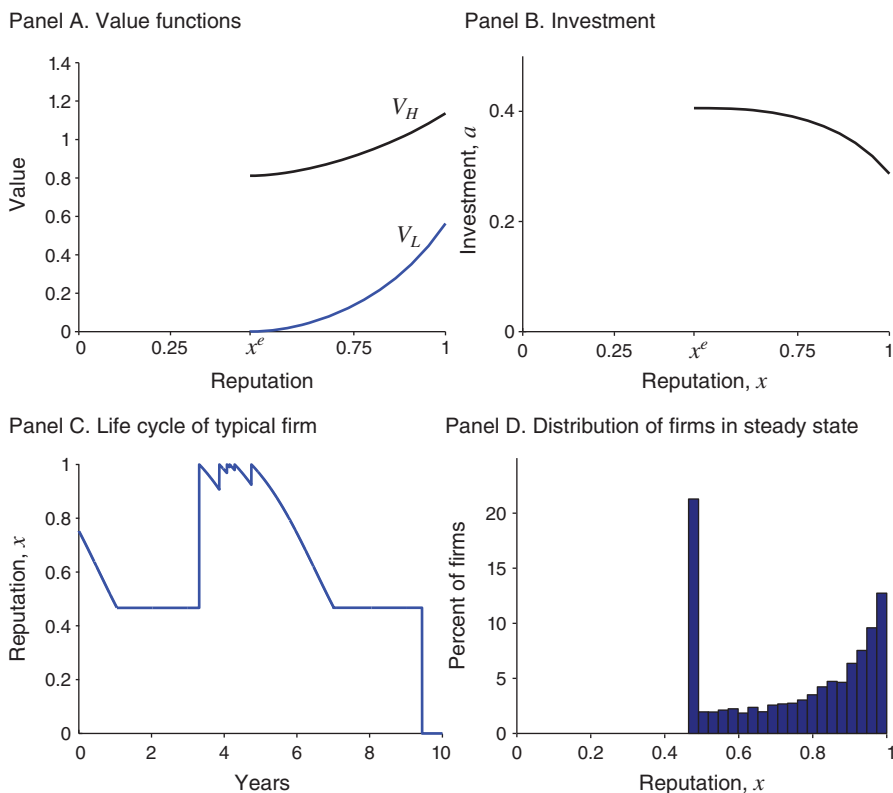 Panel A. Value functions
1.4
1.2
1
0.8
0.6
0.4
0.2
0
Value
V_H
V_L
0
0.25
x^e
0.75
1
Reputation
Panel B. Investment
0.4
0.2
0
Investment, a
0
0.25
x^e
0.75
1
Reputation, x
Panel C. Life cycle of typical firm
1
0.8
0.6
0.4
0.2
0
Reputation, x
0
2
4
6
8
10
Years
Panel D. Distribution of firms in steady state
20
15
10
5
0
Percent of firms
0
0.2
0.4
0.6
0.8
1
Reputation, x